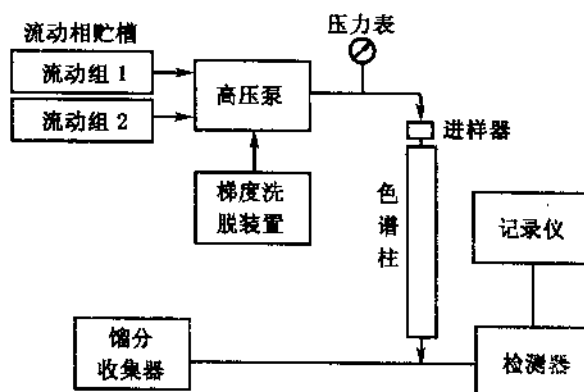 流动相贮槽
流动组 1
流动组 2
高压泵
压力表
进样器
梯度洗
脱装置
色
谱
柱
记录仪
馏分
收集器
检测器